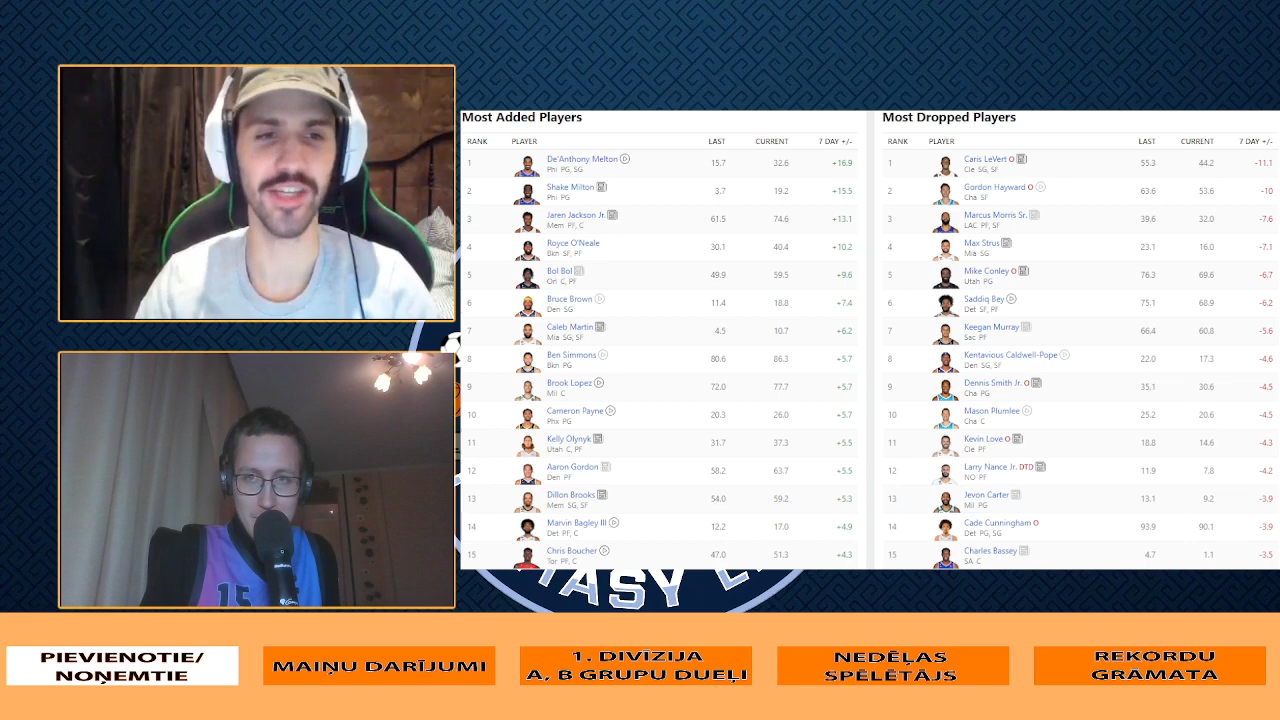 Most Added Players
RANK PLAYER LAST CURRENT 7 DAY +/-
1 De'Anthony Melton 15.7 32.6 +16.9
Phi PG, SG
2 Shake Milton 3.7 19.2 +15.5
Phi PG
3 Jaren Jackson Jr. 61.5 74.6 +13.1
Mem PF, C
4 Royce O'Neale 30.1 40.4 +10.2
Bkn SF, PF
5 Bol Bol 49.9 59.5 +9.6
Orl C, PF
6 Bruce Brown 11.4 18.8 +7.4
Den SG
7 Caleb Martin 4.5 10.7 +6.2
Mia SG, SF
8 Ben Simmons 80.6 86.3 +5.7
Bkn PG
9 Brook Lopez 72.0 77.7 +5.7
Mil C
10 Cameron Payne 20.3 26.0 +5.7
Phx PG
11 Kelly Olynyk 31.7 37.3 +5.5
Utah C, PF
12 Aaron Gordon 58.2 63.7 +5.5
Den PF
13 Dillon Brooks 54.0 59.2 +5.3
Mem SG, SF
14 Marvin Bagley III 12.2 17.0 +4.9
Det PF, C
15 Chris Boucher 47.0 51.3 +4.3
Tor PF, C
Most Dropped Players
RANK PLAYER LAST CURRENT 7 DAY +/-
1 Caris LeVert O 55.3 44.2 -11.1
Cle SG, SF
2 Gordon Hayward O 63.6 53.6 -10
Cha SF
3 Marcus Morris Sr. 39.6 32.0 -7.6
LAC PF, SF
4 Max Strus 23.1 16.0 -7.1
Mia SG
5 Mike Conley O 76.3 69.6 -6.7
Utah PG
6 Saddiq Bey 75.1 68.9 -6.2
Det SF, PF
7 Keegan Murray 66.4 60.8 -5.6
Sac PF
8 Kentavious Caldwell-Pope 22.0 17.3 -4.6
Den SG, SF
9 Dennis Smith Jr. O 35.1 30.6 -4.5
Cha PG
10 Mason Plumlee 25.2 20.6 -4.5
Cha C
11 Kevin Love O 18.8 14.6 -4.3
Cle PF
12 Larry Nance Jr. DTD 11.9 7.8 -4.2
NO PF
13 Jevon Carter 13.1 9.2 -3.9
Mil PG
14 Cade Cunningham O 93.9 90.1 -3.9
Det PG, SG
15 Charles Bassey 4.7 1.1 -3.5
SA C
15
PIEVIENOTIE/
NOŅEMTIE
MAIŅU DARĪJUMI
1. DIVĪZIJA
A, B GRUPU DUEĻI
NEDĒĻAS
SPĒLĒTĀJS
REKORDU
GRAMATA